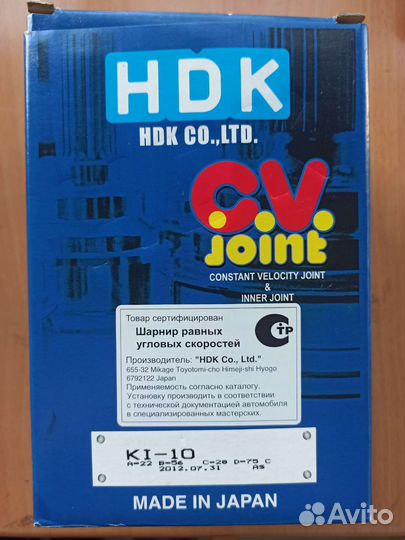 HDK
HDK CO.,LTD.
C.V.
Joint
CONSTANT VELOCITY JOINT
&
INNER JOINT
Товар сертифицирован
Шарнир равных
угловых скоростей
СТР
Производитель: "HDK Co., Ltd."
655-32 Mikage Toyotomi-cho Himeji-shi Hyogo
6792122 Japan
Применяемость согласно каталогу.
Установку производить в соответствии
с технической документацией автомобиля
в специализированных мастерских.
KI-10
A=22 B=56 C=28 D=75 C
2012.07.31 AS
MADE IN JAPAN
Avito